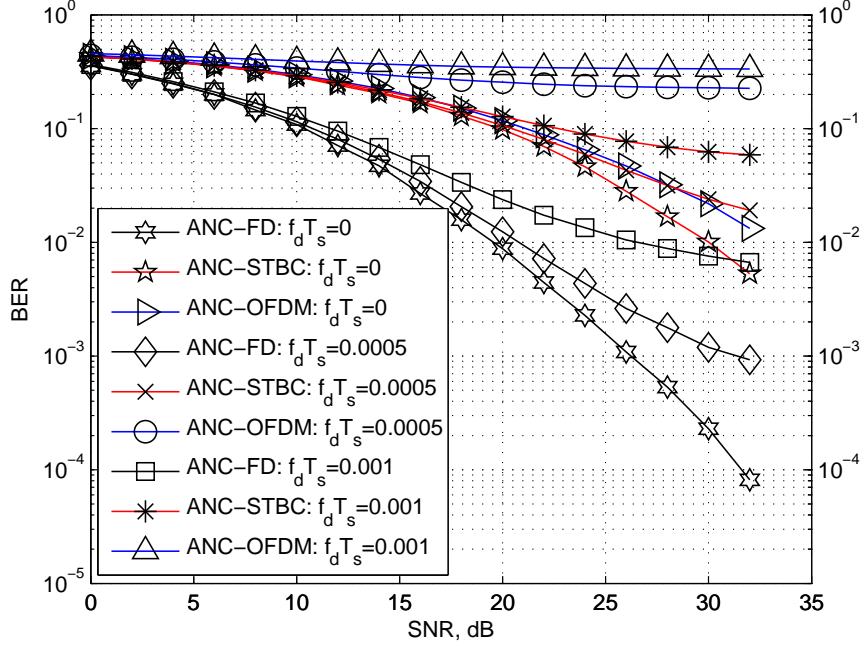 10^0
10^-1
10^-2
10^-3
10^-4
10^-5
BER
10^0
10^-1
10^-2
10^-3
10^-4
ANC-FD: f_dT_s=0
ANC-STBC: f_dT_s=0
ANC-OFDM: f_dT_s=0
ANC-FD: f_dT_s=0.0005
ANC-STBC: f_dT_s=0.0005
ANC-OFDM: f_dT_s=0.0005
ANC-FD: f_dT_s=0.001
ANC-STBC: f_dT_s=0.001
ANC-OFDM: f_dT_s=0.001
0 5 10 15 20 25 30 35
SNR, dB